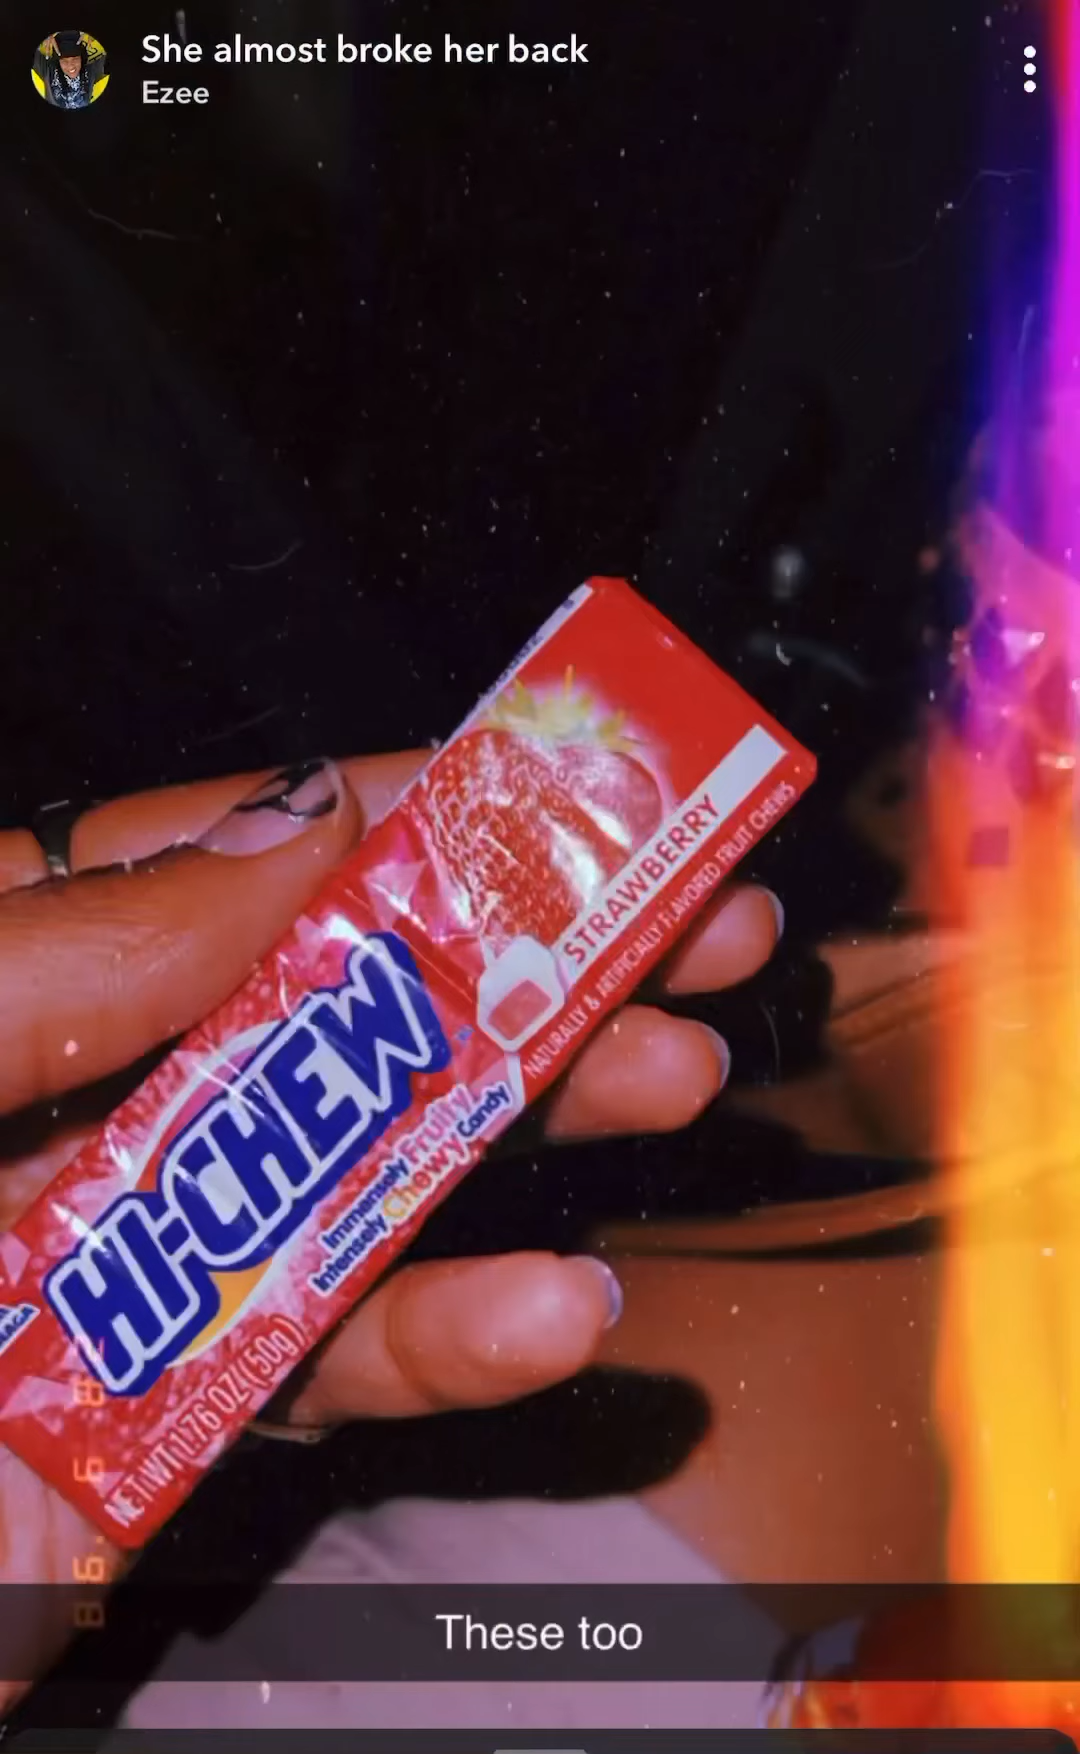 She almost broke her back
Ezee
STRAWBERRY
NATURALLY & ARTIFICIALLY FLAVORED FRUIT CHEWS
HI-CHEW
Immensely Fruity
Intensely Chewy Candy
NET WT 1.76 OZ (50g)
These too